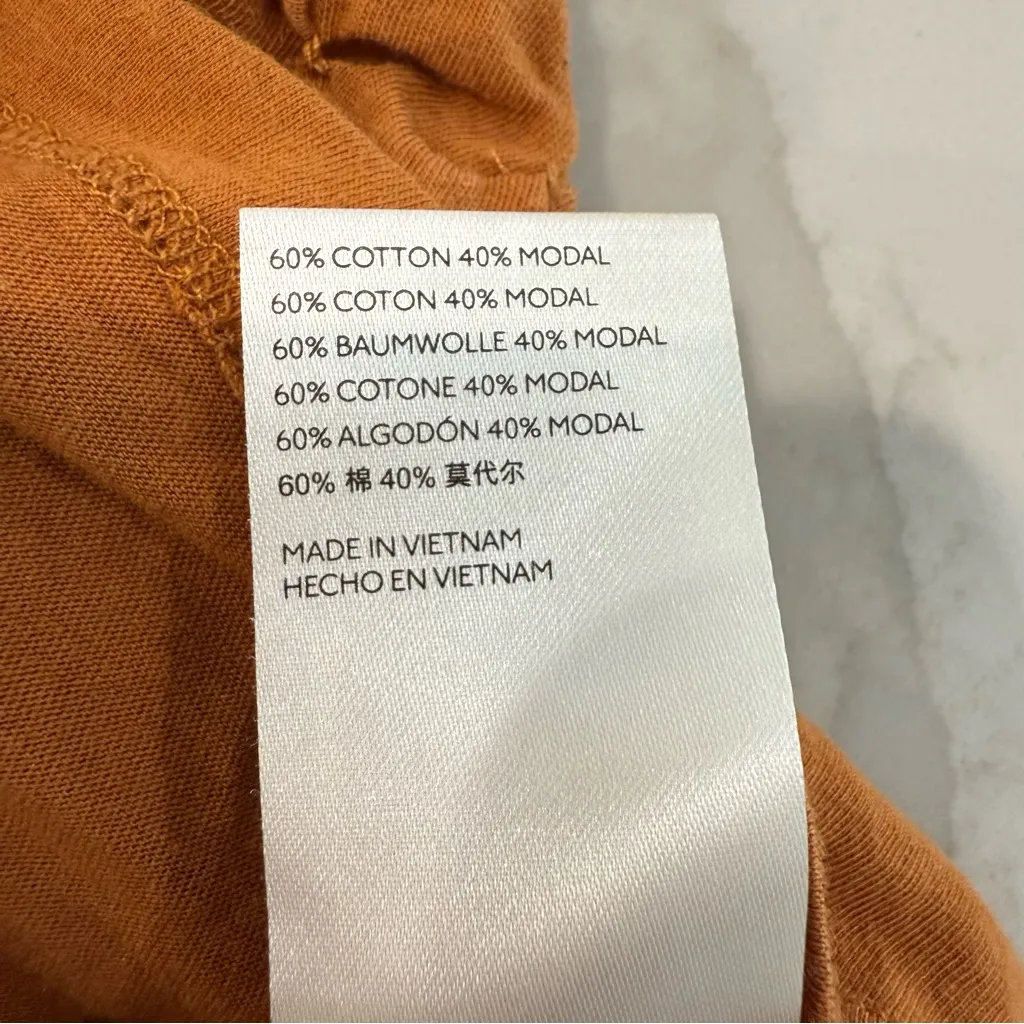 60% COTTON 40% MODAL
60% COTON 40% MODAL
60% BAUMWOLLE 40% MODAL
60% COTONE 40% MODAL
60% ALGODÓN 40% MODAL
60% 棉 40% 莫代尔
MADE IN VIETNAM
HECHO EN VIETNAM